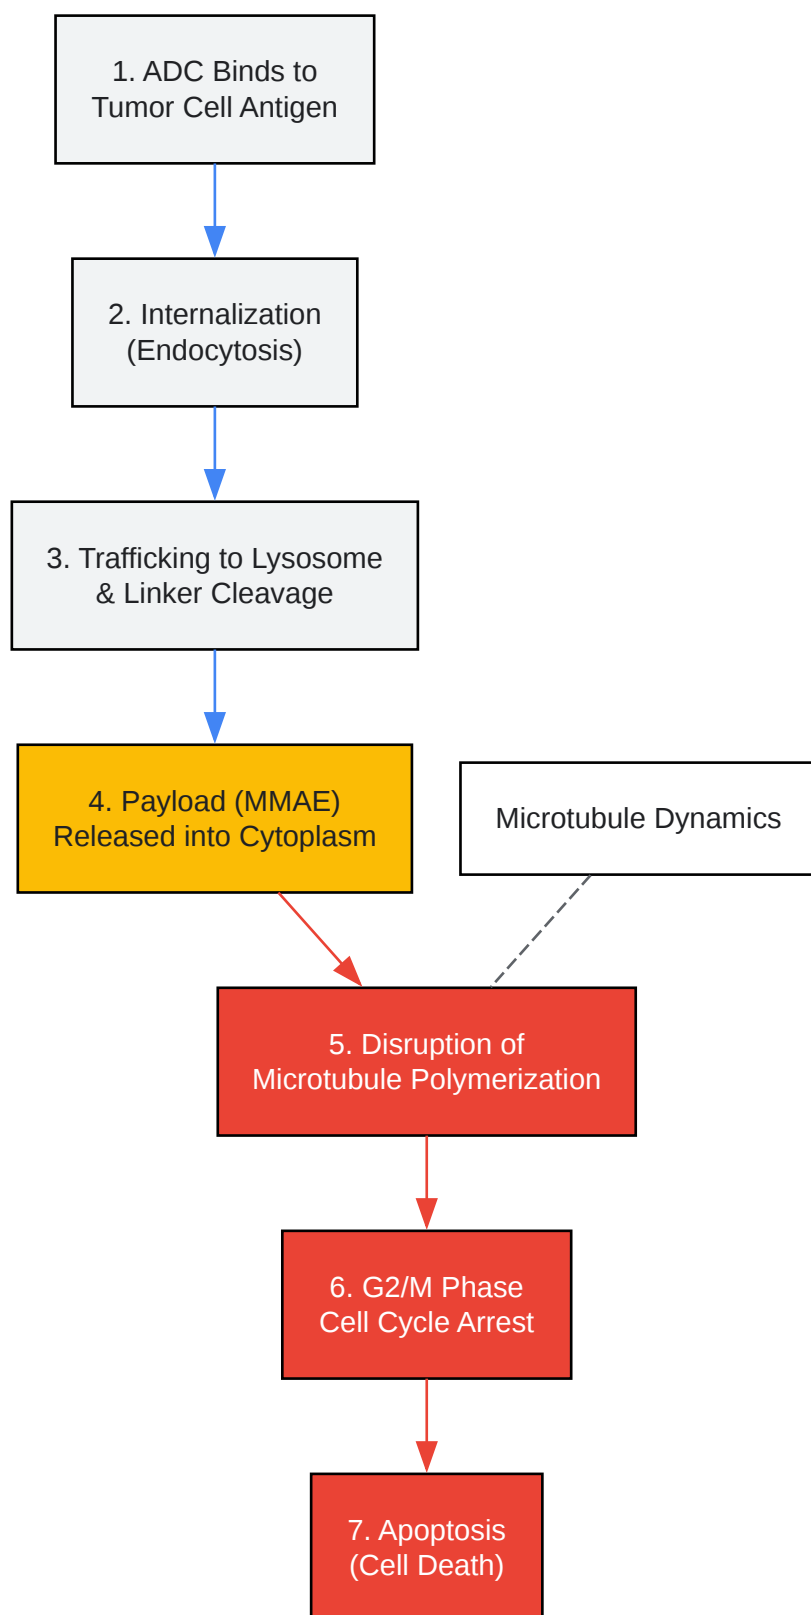 1. ADC Binds to
Tumor Cell Antigen
2. Internalization
(Endocytosis)
3. Trafficking to Lysosome
& Linker Cleavage
4. Payload (MMAE)
Released into Cytoplasm
Microtubule Dynamics
5. Disruption of
Microtubule Polymerization
6. G2/M Phase
Cell Cycle Arrest
7. Apoptosis
(Cell Death)